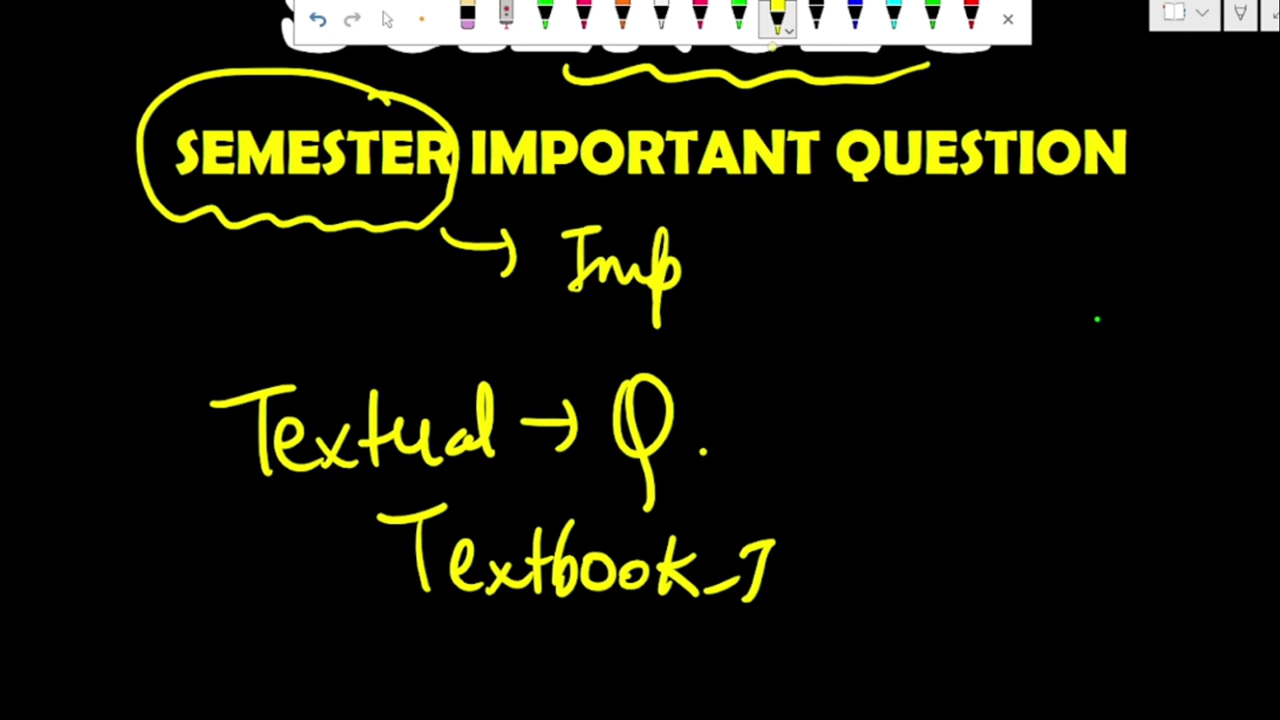 SEMESTER IMPORTANT QUESTION
→ Imp
Textual → Q.
Textbook →